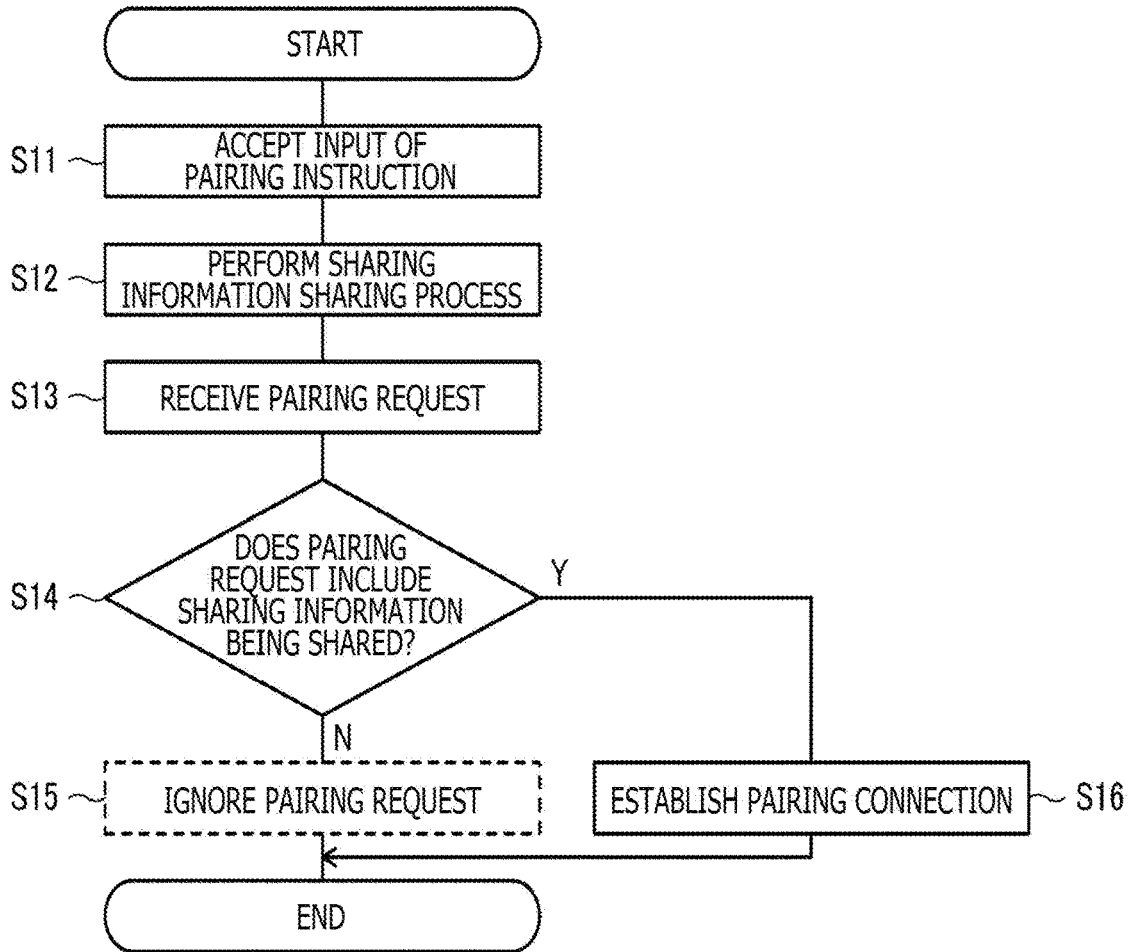 START
S11
ACCEPT INPUT OF
PAIRING INSTRUCTION
S12
PERFORM SHARING
INFORMATION SHARING PROCESS
S13
RECEIVE PAIRING REQUEST
S14
DOES PAIRING
REQUEST INCLUDE
SHARING INFORMATION
BEING SHARED?
Y
N
S15
IGNORE PAIRING REQUEST
ESTABLISH PAIRING CONNECTION
S16
END